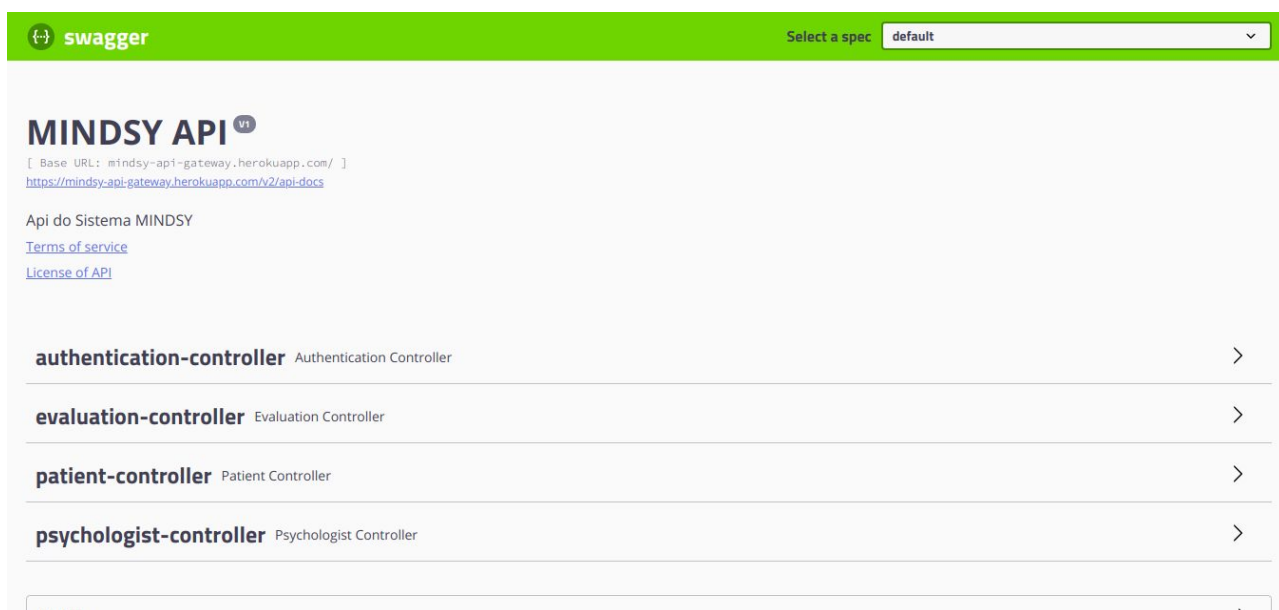 {...} swagger
Select a spec default
MINDSY API V1
[ Base URL: mindsy-api-gateway.herokuapp.com/ ]
https://mindsy-api-gateway.herokuapp.com/v2/api-docs
Api do Sistema MINDSY
Terms of service
License of API
authentication-controller Authentication Controller
evaluation-controller Evaluation Controller
patient-controller Patient Controller
psychologist-controller Psychologist Controller